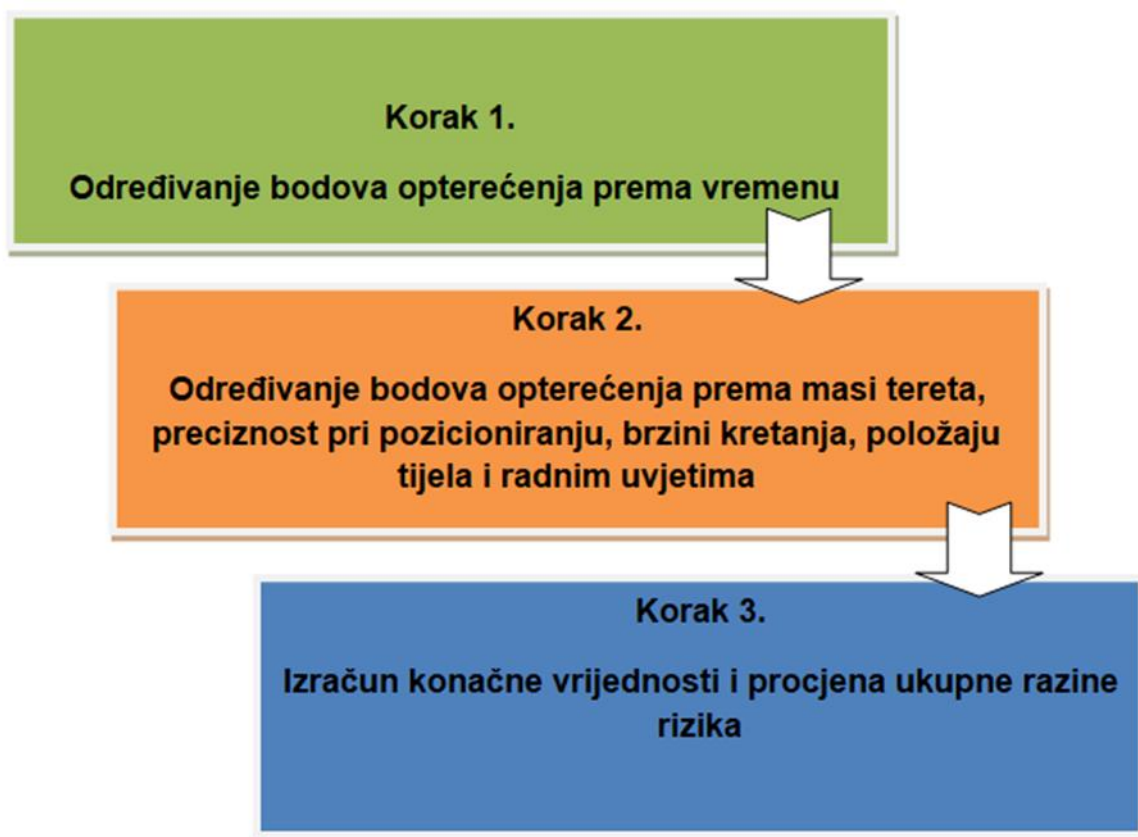 Korak 1.
Određivanje bodova opterećenja prema vremenu
Korak 2.
Određivanje bodova opterećenja prema masi tereta,
preciznost pri pozicioniranju, brzini kretanja, položaju
tijela i radnim uvjetima
Korak 3.
Izračun konačne vrijednosti i procjena ukupne razine
rizika